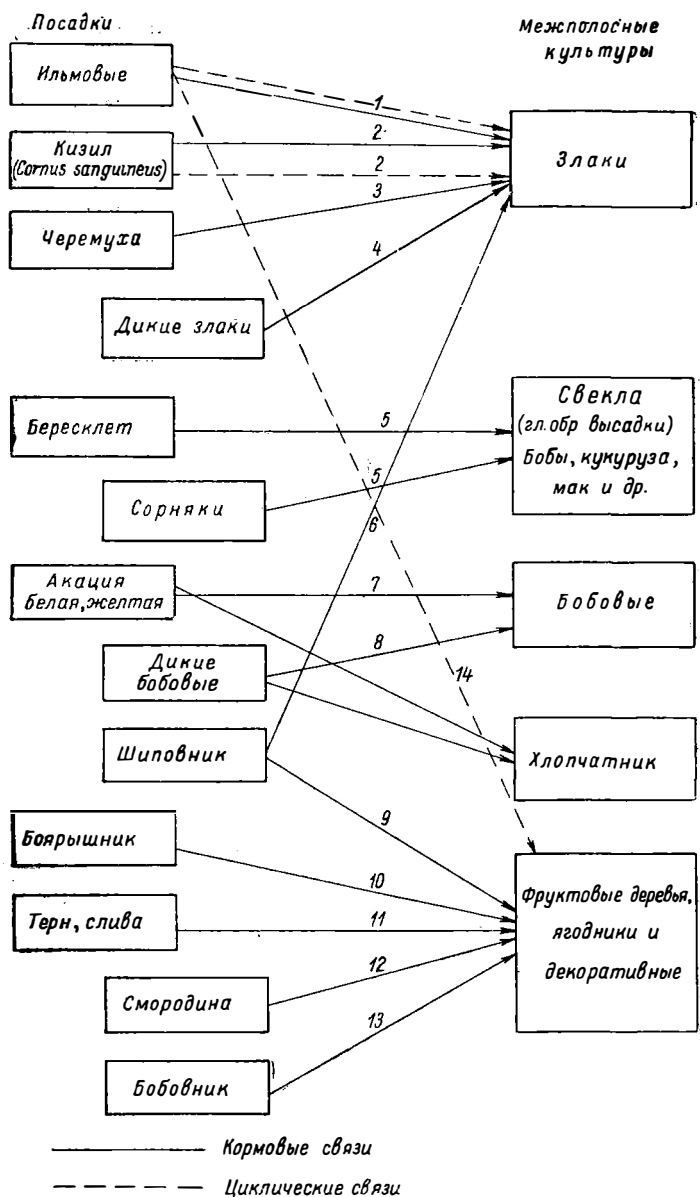 Посадки
Межполосные
культуры
Ильмовые
1
2
Кизил
(Cornus sanguineus)
2
Злаки
3
Черемуха
4
Дикие злаки
Свекла
(гл. обр высадки)
Бобы, кукуруза,
мак и др.
Бересклет
5
5
Сорняки
6
Акация
белая, желтая
7
Бобовые
8
Дикие
бобовые
14
Шиповник
Хлопчатник
9
Боярышник
10
Фруктовые деревья,
ягодники и
декоративные
Терн, слива
11
12
Смородина
13
Бобовник
Кормовые связи
Циклические связи